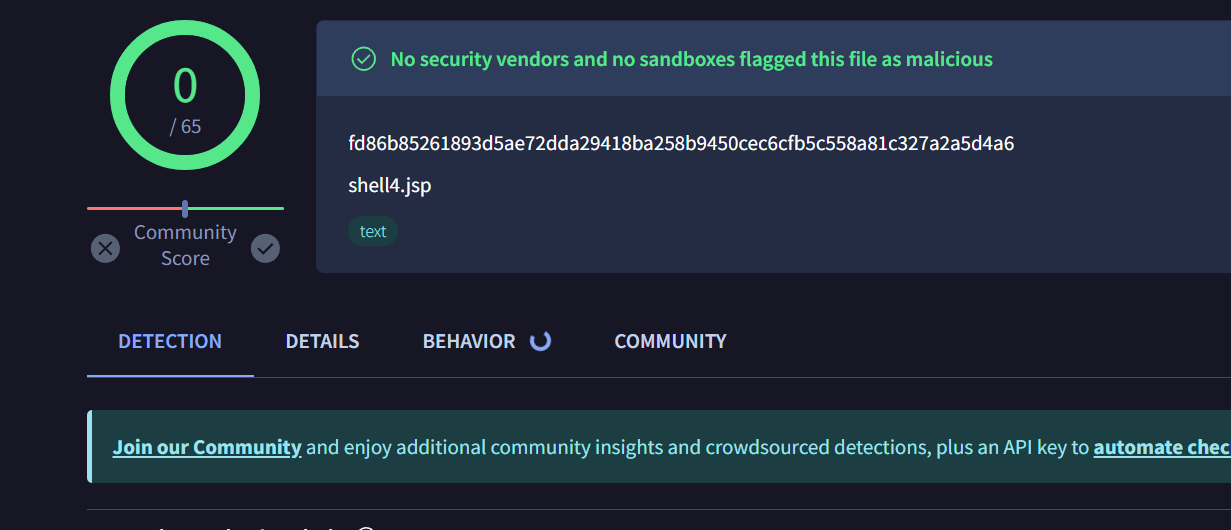 0
/ 65
Community
Score
No security vendors and no sandboxes flagged this file as malicious
fd86b85261893d5ae72dda29418ba258b9450cec6cfb5c558a81c327a2a5d4a6
shell4.jsp
text
DETECTION DETAILS BEHAVIOR COMMUNITY
Join our Community and enjoy additional community insights and crowdsourced detections, plus an API key to automate chec